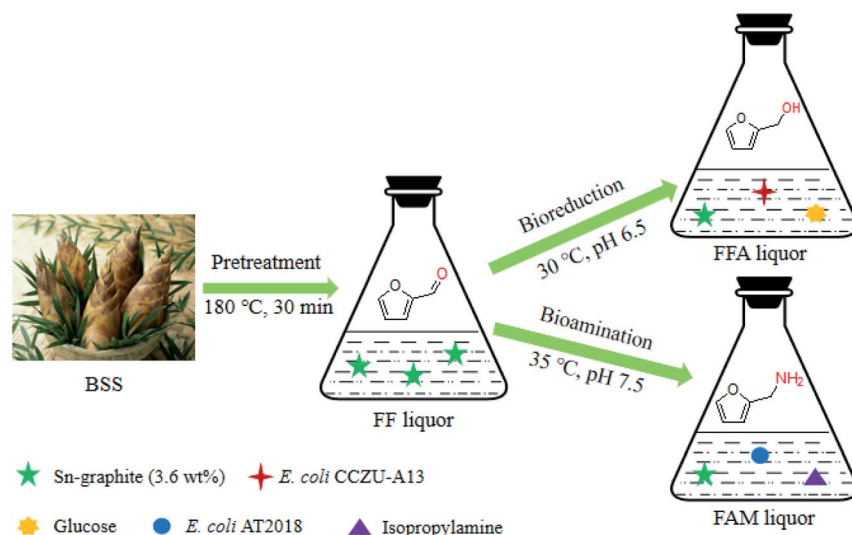 OH
Bioreduction
30 °C, pH 6.5
FFA liquor
Pretreatment
180 °C, 30 min
BSS
O
O
FF liquor
O
Bioamination
35 °C, pH 7.5
NH2
O
FAM liquor
Sn-graphite (3.6 wt%)
E. coli CCZU-A13
Glucose
E. coli AT2018
Isopropylamine